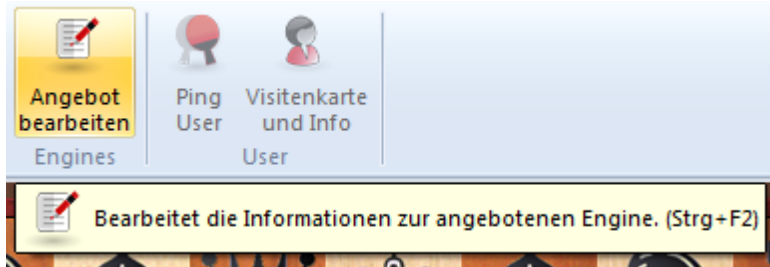 Angebot
bearbeiten
Ping
User
Visitenkarte
und Info
Engines
User
Bearbeitet die Informationen zur angebotenen Engine. (Strg+F2)